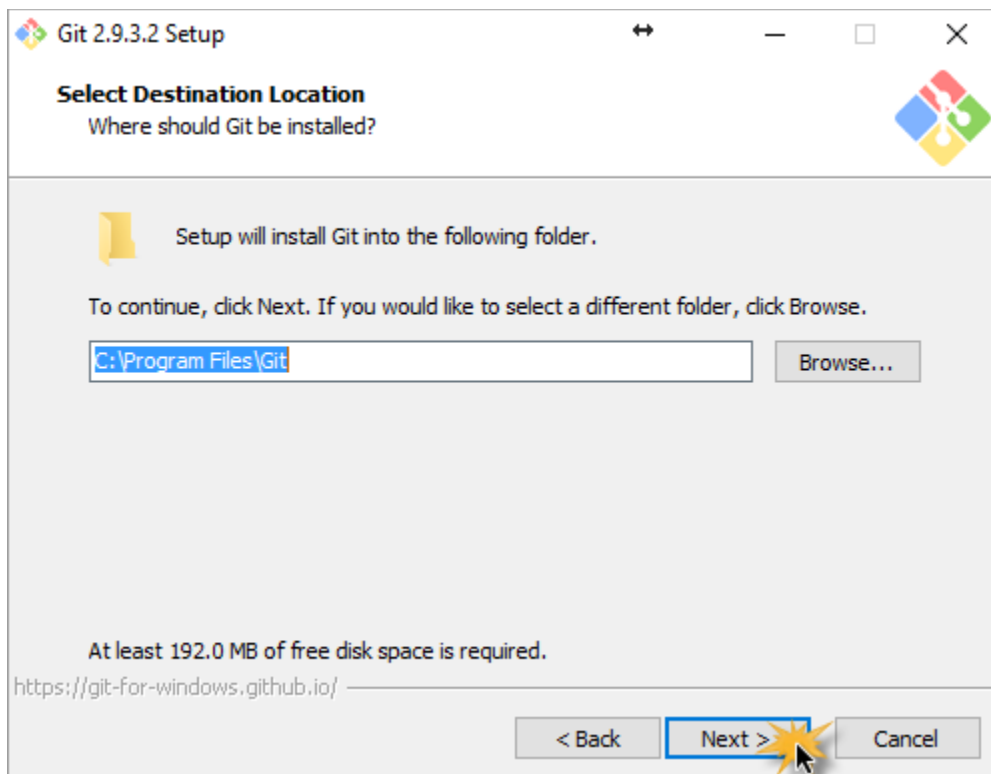 Git 2.9.3.2 Setup
Select Destination Location
Where should Git be installed?
Setup will install Git into the following folder.
To continue, click Next. If you would like to select a different folder, click Browse.
C:\Program Files\Git
Browse...
At least 192.0 MB of free disk space is required.
https://git-for-windows.github.io/
< Back
Next >
Cancel